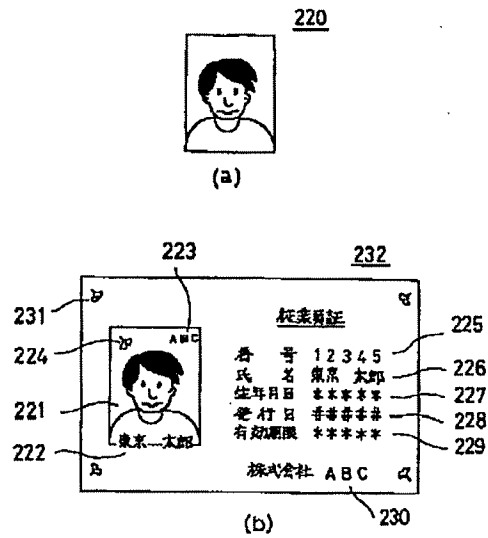 220
(a)
223
232
231
224
ABC
従業員証
225
番 号 12345
226
氏 名 東京 太郎
221
227
生年月日 *****
発行日 *****
228
222
東京 太郎
有効期限 *****
229
株式会社 ABC
230
(b)